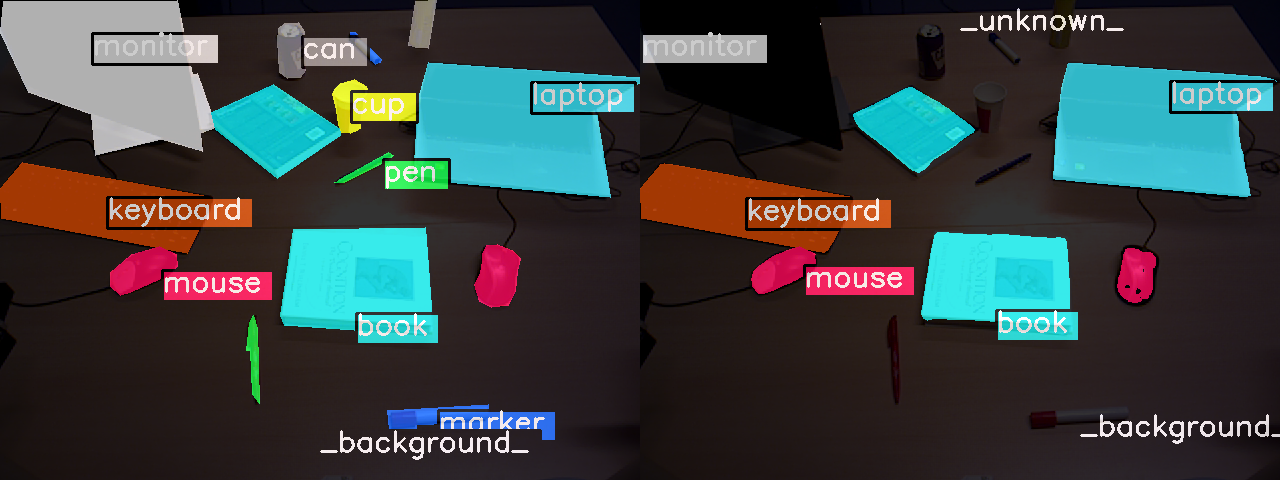 monitor
can
cup
laptop
pen
keyboard
mouse
book
marker
_background_
_unknown_
monitor
laptop
keyboard
mouse
book
_background_